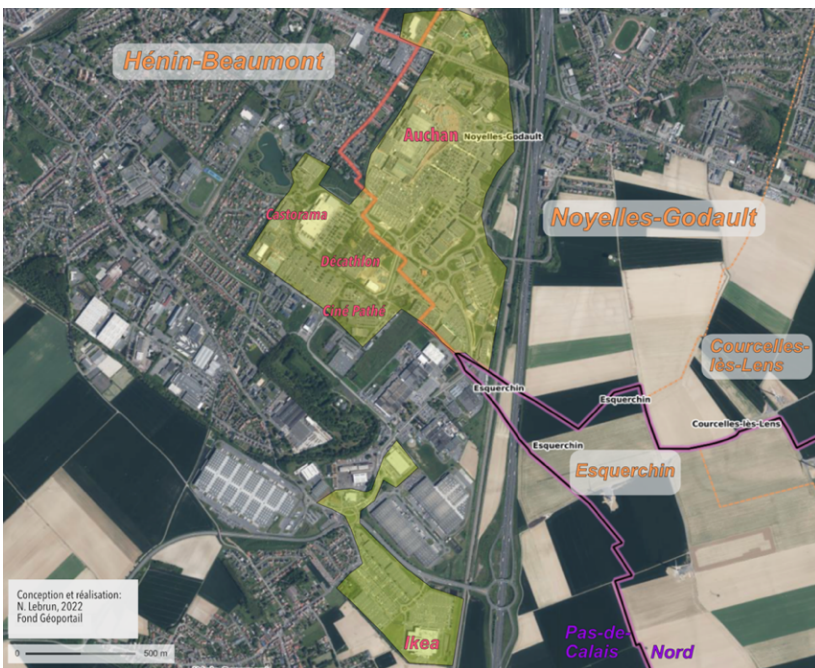 Hénin-Beaumont
Auchan
Noyelles-Godault
Castorama
Noyelles-Godault
Décathlon
Ciné Pathé
Courcelles-
lès-Lens
Esquerchin
Esquerchin
Courcelles-lès-Lens
Esquerchin
Esquerchin
Conception et réalisation:
N. Lebrun, 2022
Fond Géoportail
0 500 m
Ikea
Pas-de-
Calais
Nord